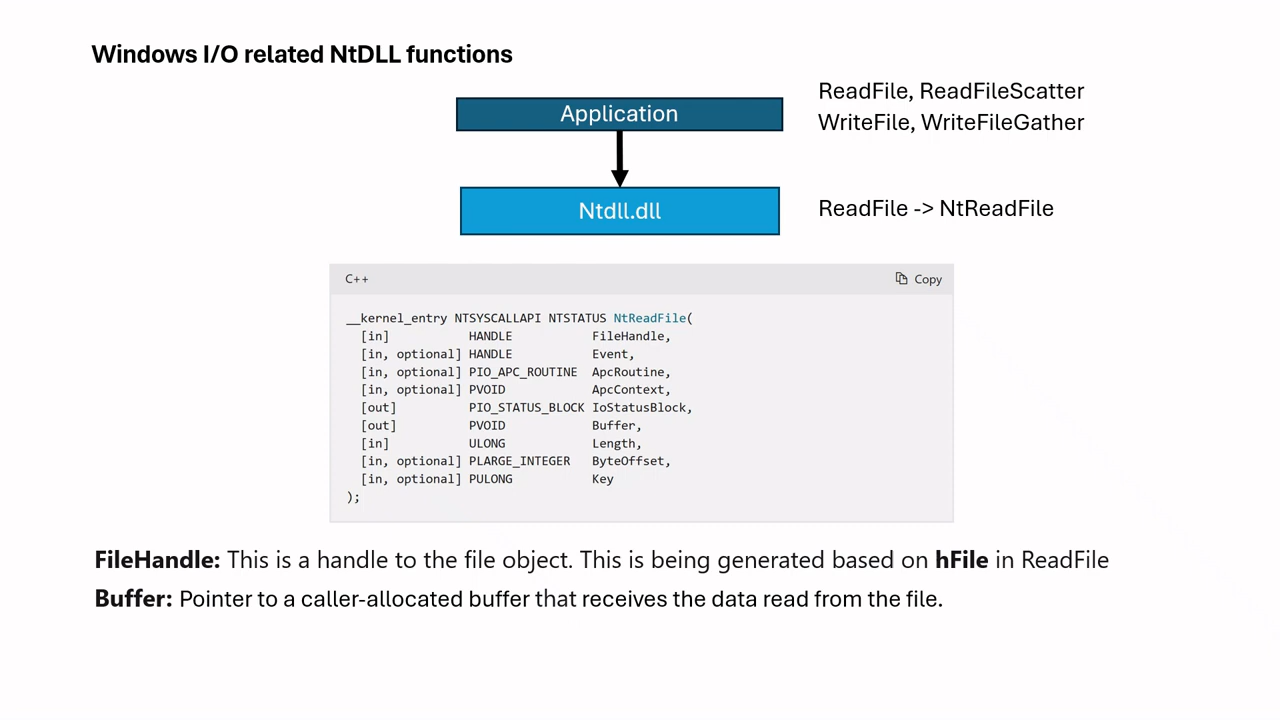 Windows I/O related NtDLL functions
ReadFile, ReadFileScatter
Application
WriteFile, WriteFileGather
Ntdll.dll
ReadFile -> NtReadFile
C++ Copy
__kernel_entry NTSYSCALLAPI NTSTATUS NtReadFile(
[in] HANDLE FileHandle,
[in, optional] HANDLE Event,
[in, optional] PIO_APC_ROUTINE ApcRoutine,
[in, optional] PVOID ApcContext,
[out] PIO_STATUS_BLOCK IoStatusBlock,
[out] PVOID Buffer,
[in] ULONG Length,
[in, optional] PLARGE_INTEGER ByteOffset,
[in, optional] PULONG Key
);
FileHandle: This is a handle to the file object. This is being generated based on hFile in ReadFile
Buffer: Pointer to a caller-allocated buffer that receives the data read from the file.